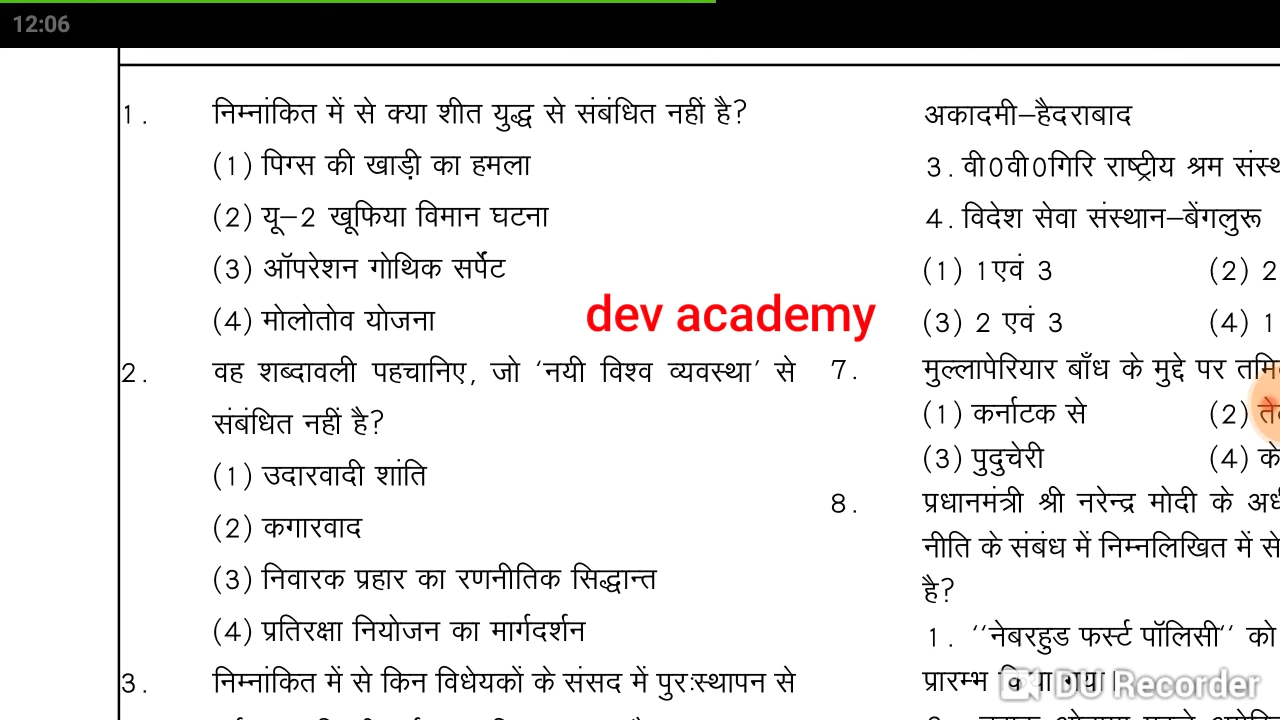 12:06
1. निम्नांकित में से क्या शीत युद्ध से संबंधित नहीं है?
(1) पिग्स की खाड़ी का हमला
(2) यू–2 खूफिया विमान घटना
(3) ऑपरेशन गोथिक सर्पेंट
(4) मोलोतोव योजना
dev academy
2. वह शब्दावली पहचानिए, जो ‘नयी विश्व व्यवस्था’ से
संबंधित नहीं है?
(1) उदारवादी शांति
(2) कगारवाद
(3) निवारक प्रहार का रणनीतिक सिद्धान्त
(4) प्रतिरक्षा नियोजन का मार्गदर्शन
3. निम्नांकित में से किन विधेयकों के संसद में पुरःस्थापन से
अकादमी–हैदराबाद
3. वी0वी0गिरि राष्ट्रीय श्रम
4. विदेश सेवा संस्थान–बेंगलुरू
(1) 1एवं 3 (2) 2
(3) 2 एवं 3 (4) 1
7. मुल्लापेरियार बाँध के मुद्दे पर
(1) कर्नाटक से (2)
(3) पुदुचेरी (4)
8. प्रधानमंत्री श्री नरेन्द्र मोदी के
नीति के संबंध में निम्नलिखित में से
है?
1. ‘‘नेबरहुड फर्स्ट पॉलिसी’’ को
प्रारम्भ किया गया।
DU Recorder